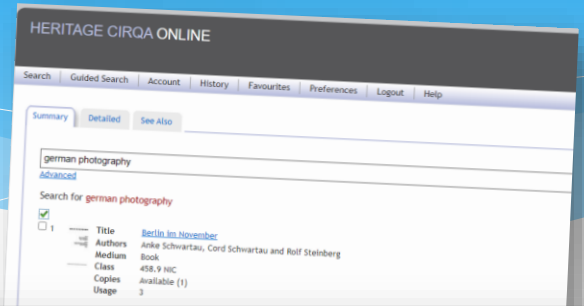 HERITAGE CIRQA ONLINE
Search Guided Search Account History Favourites Preferences Logout Help
Summary Detailed See Also
german photography
Advanced
Search for german photography
1 Title Berlin im November
Authors Anke Schwartau, Cord Schwartau and Rolf Steinberg
Medium Book
Class 458.9 NIC
Copies Available (1)
Usage 3